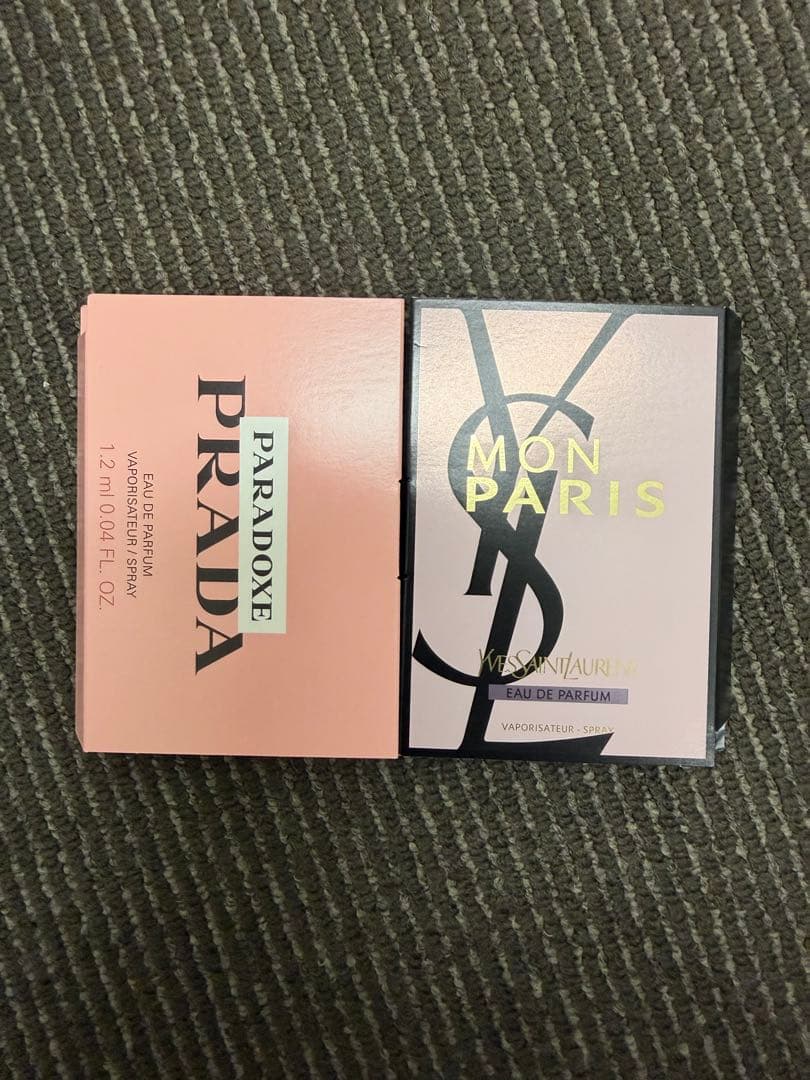 PRADA
PARADOXE
EAU DE PARFUM
VAPORISATEUR / SPRAY
1.2 ml 0.04 FL. OZ.
YSL
MON
PARIS
YVESSAINTLAURENT
EAU DE PARFUM
VAPORISATEUR - SPRAY